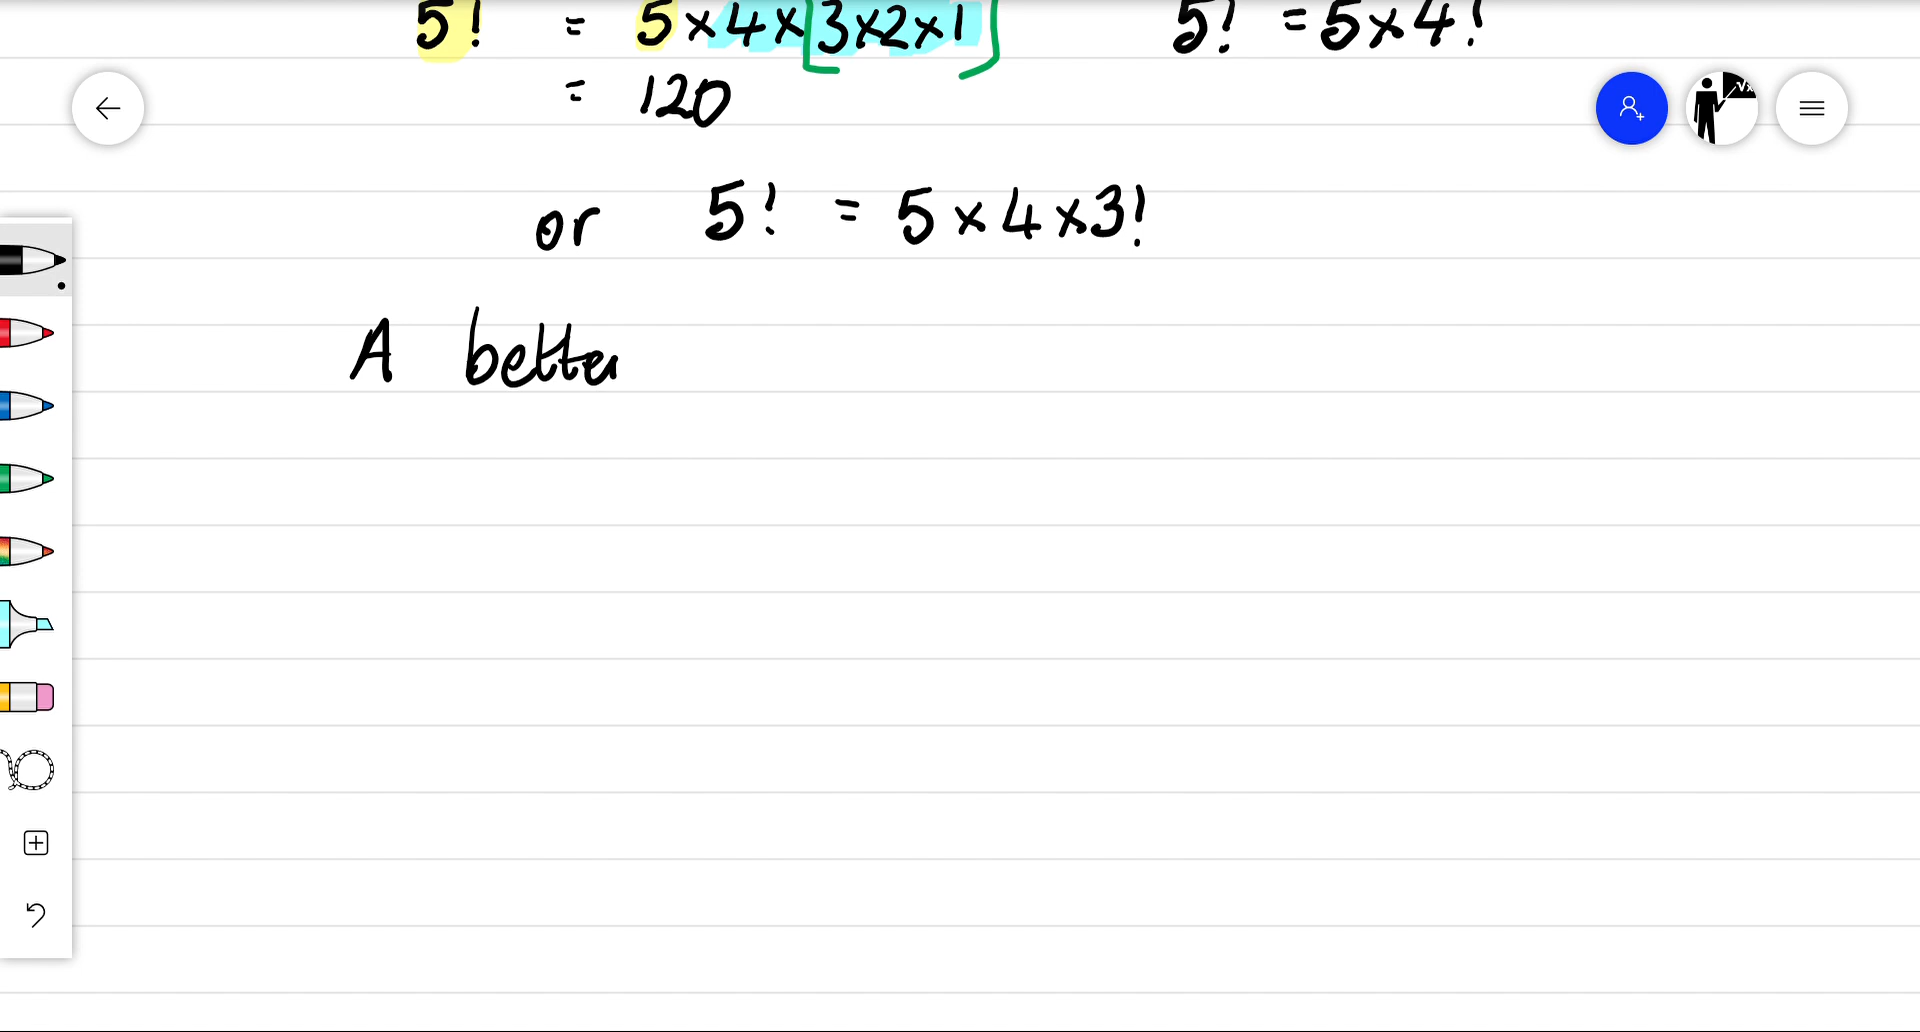 5! = 5 × 4 × [3 × 2 × 1] 5! = 5 × 4!
= 120
or 5! = 5 × 4 × 3!
A better